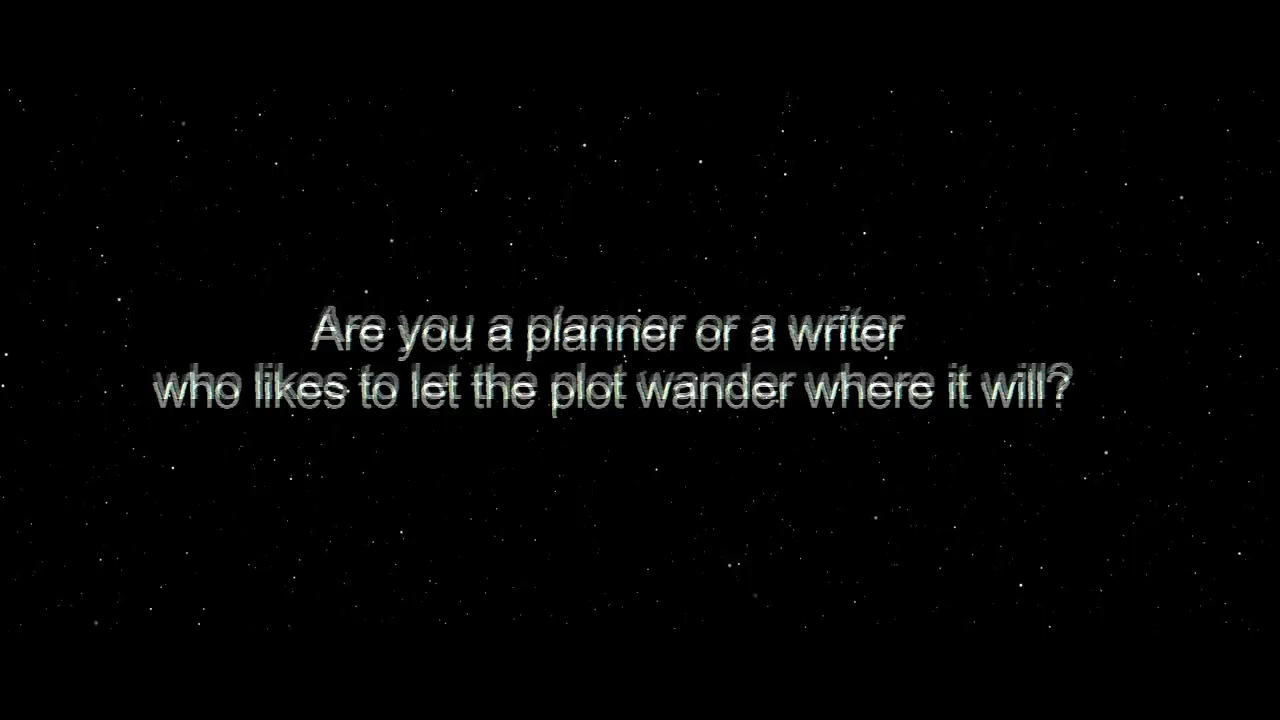 Are you a planner or a writer
who likes to let the plot wander where it will?